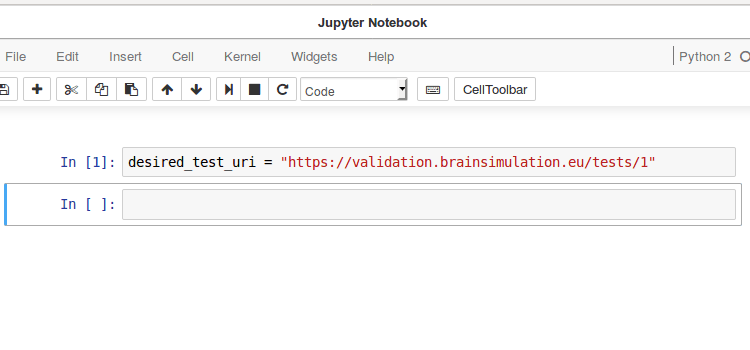 Jupyter Notebook
File Edit Insert Cell Kernel Widgets Help Python 2
Code CellToolbar
In [1]: desired_test_uri = "https://validation.brainsimulation.eu/tests/1"
In [ ]: